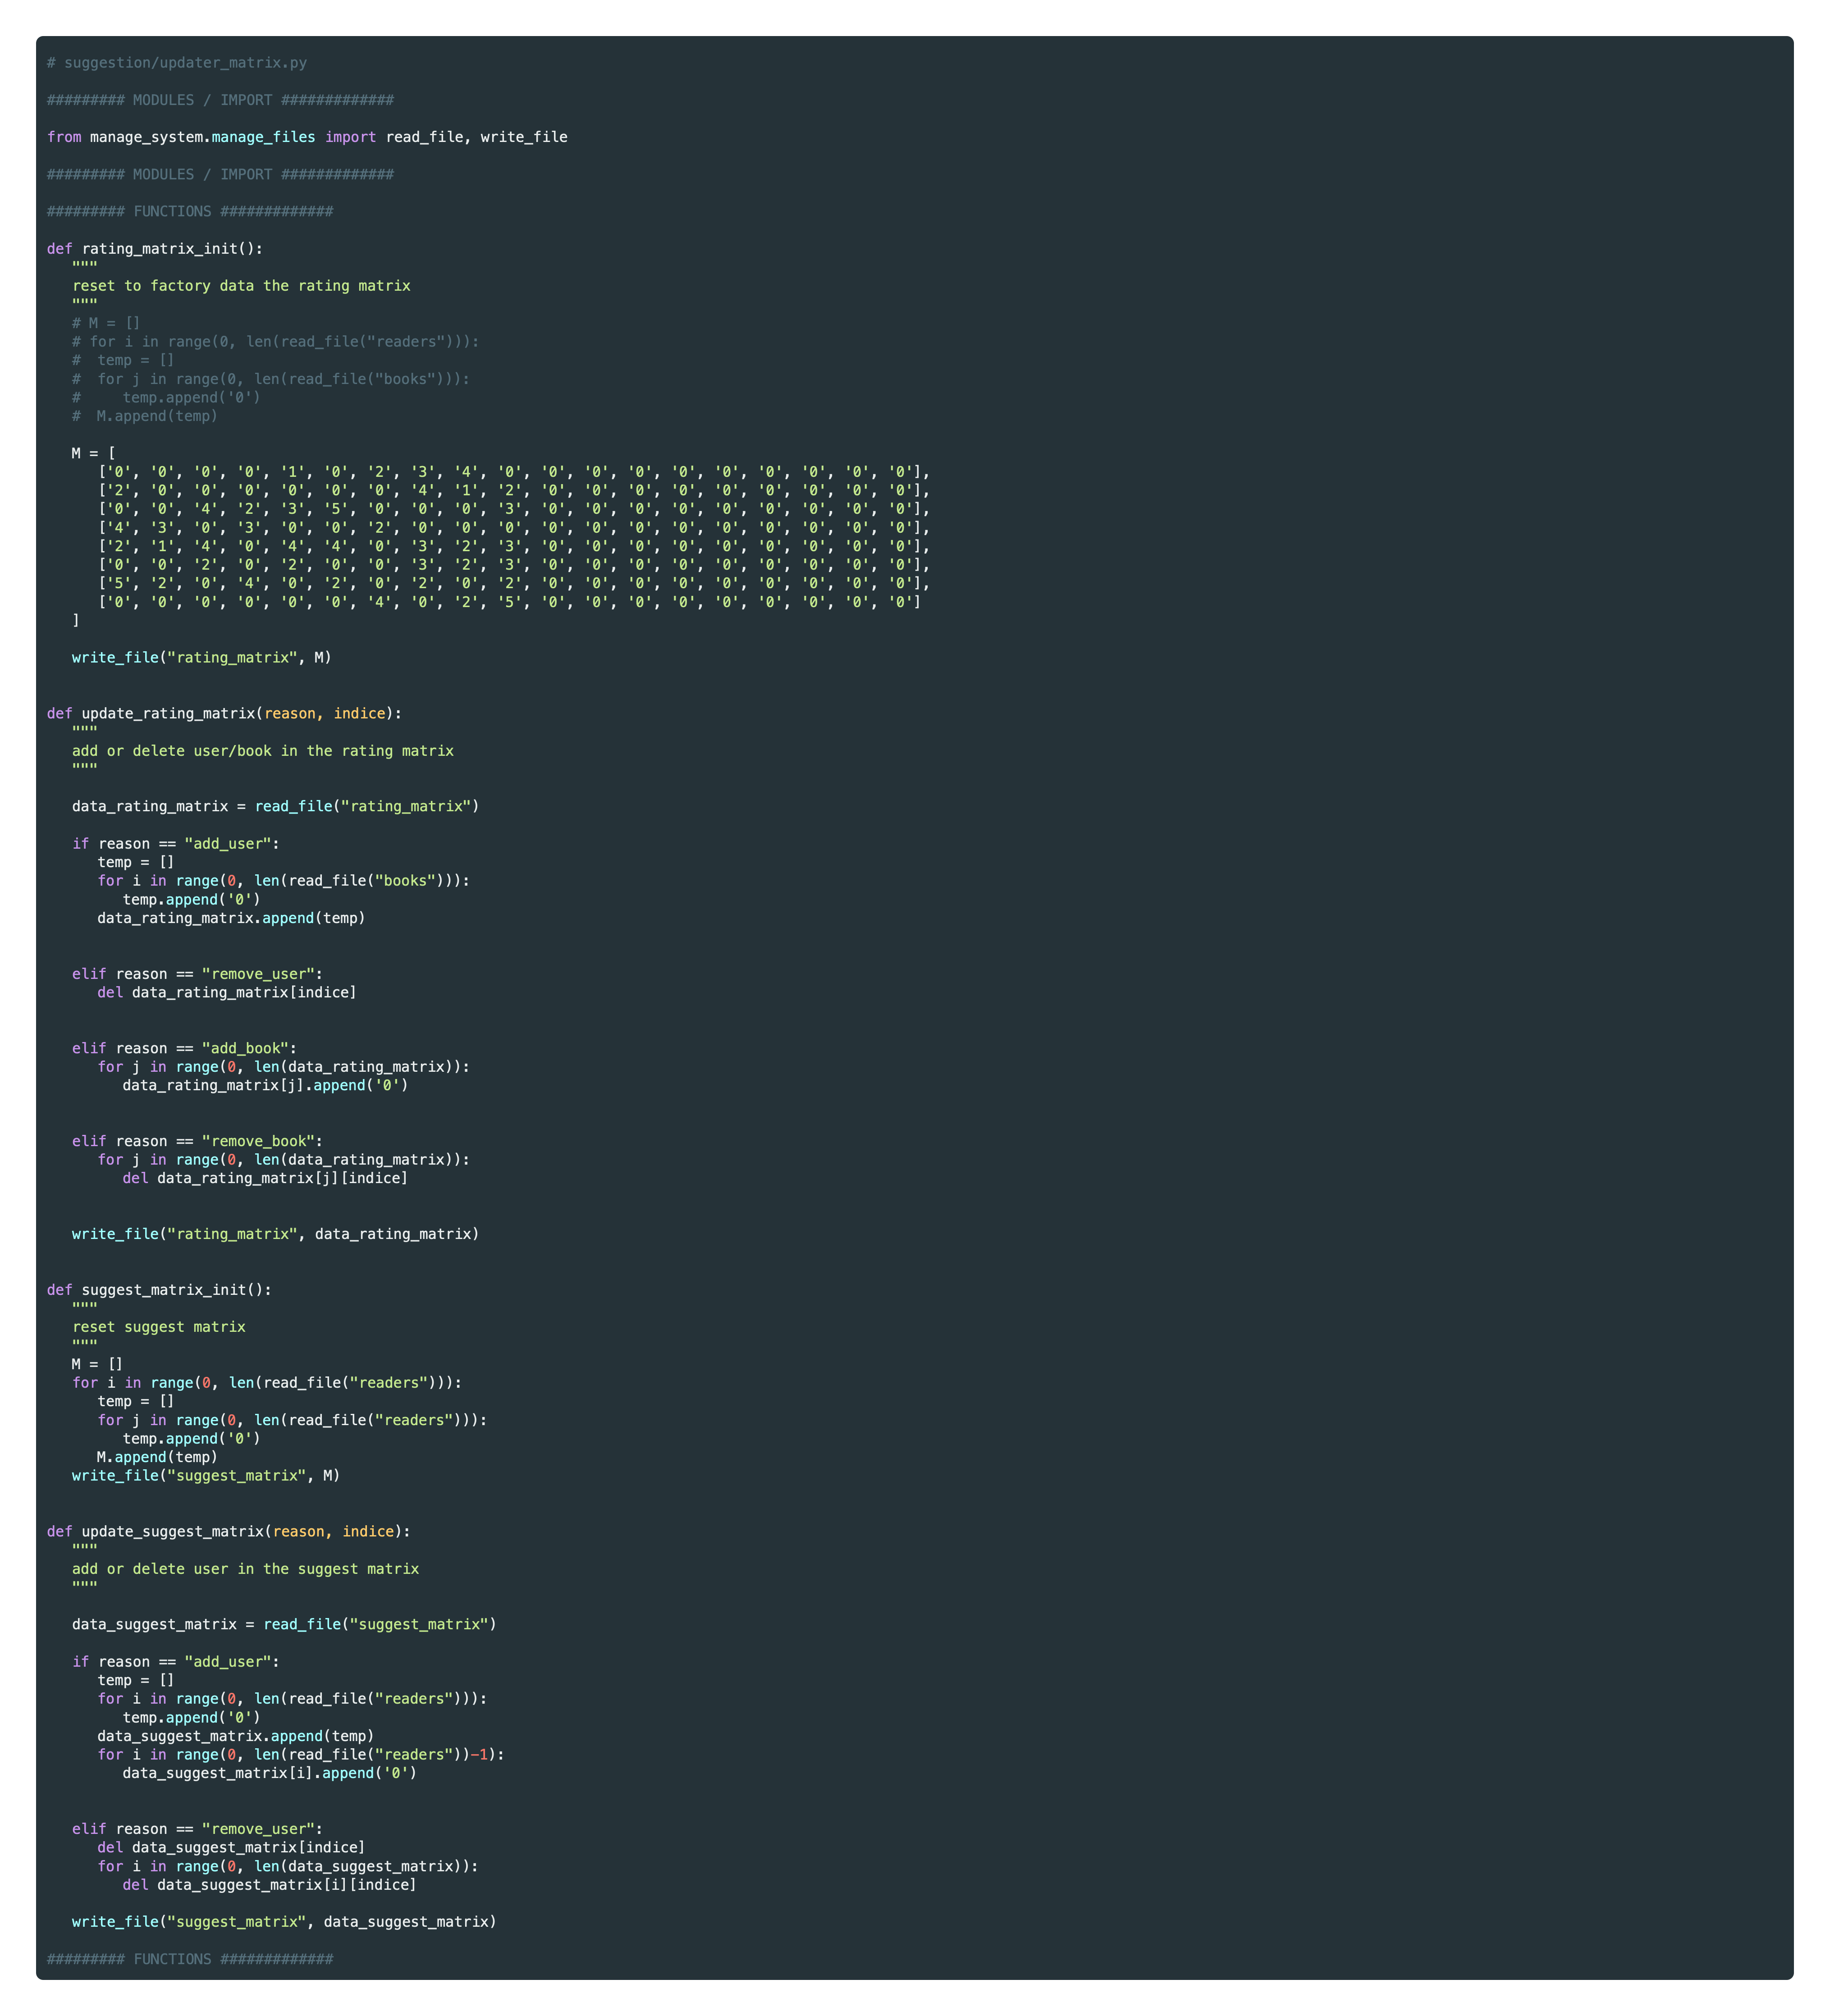 # suggestion/updater_matrix.py
######### MODULES / IMPORT #############
from manage_system.manage_files import read_file, write_file
######### MODULES / IMPORT #############
######### FUNCTIONS #############
def rating_matrix_init():
"""
reset to factory data the rating matrix
"""
# M = []
# for i in range(0, len(read_file("readers"))):
#  temp = []
#  for j in range(0, len(read_file("books"))):
#     temp.append('0')
#  M.append(temp)
M = [
['0', '0', '0', '0', '1', '0', '2', '3', '4', '0', '0', '0', '0', '0', '0', '0', '0', '0', '0'],
['2', '0', '0', '0', '0', '0', '0', '4', '1', '2', '0', '0', '0', '0', '0', '0', '0', '0', '0'],
['0', '0', '4', '2', '3', '5', '0', '0', '0', '3', '0', '0', '0', '0', '0', '0', '0', '0', '0'],
['4', '3', '0', '3', '0', '0', '2', '0', '0', '0', '0', '0', '0', '0', '0', '0', '0', '0', '0'],
['2', '1', '4', '0', '4', '4', '0', '3', '2', '3', '0', '0', '0', '0', '0', '0', '0', '0', '0'],
['0', '0', '2', '0', '2', '0', '0', '3', '2', '3', '0', '0', '0', '0', '0', '0', '0', '0', '0'],
['5', '2', '0', '4', '0', '2', '0', '2', '0', '2', '0', '0', '0', '0', '0', '0', '0', '0', '0'],
['0', '0', '0', '0', '0', '0', '4', '0', '2', '5', '0', '0', '0', '0', '0', '0', '0', '0', '0']
]
write_file("rating_matrix", M)
def update_rating_matrix(reason, indice):
"""
add or delete user/book in the rating matrix
"""
data_rating_matrix = read_file("rating_matrix")
if reason == "add_user":
temp = []
for i in range(0, len(read_file("books"))):
temp.append('0')
data_rating_matrix.append(temp)
elif reason == "remove_user":
del data_rating_matrix[indice]
elif reason == "add_book":
for j in range(0, len(data_rating_matrix)):
data_rating_matrix[j].append('0')
elif reason == "remove_book":
for j in range(0, len(data_rating_matrix)):
del data_rating_matrix[j][indice]
write_file("rating_matrix", data_rating_matrix)
def suggest_matrix_init():
"""
reset suggest matrix
"""
M = []
for i in range(0, len(read_file("readers"))):
temp = []
for j in range(0, len(read_file("readers"))):
temp.append('0')
M.append(temp)
write_file("suggest_matrix", M)
def update_suggest_matrix(reason, indice):
"""
add or delete user in the suggest matrix
"""
data_suggest_matrix = read_file("suggest_matrix")
if reason == "add_user":
temp = []
for i in range(0, len(read_file("readers"))):
temp.append('0')
data_suggest_matrix.append(temp)
for i in range(0, len(read_file("readers"))-1):
data_suggest_matrix[i].append('0')
elif reason == "remove_user":
del data_suggest_matrix[indice]
for i in range(0, len(data_suggest_matrix)):
del data_suggest_matrix[i][indice]
write_file("suggest_matrix", data_suggest_matrix)
######### FUNCTIONS #############